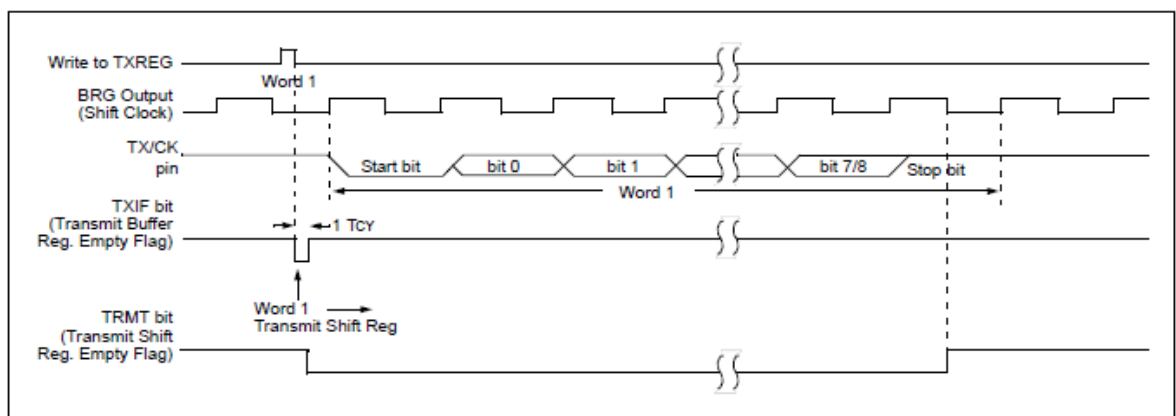 Write to TXREG
Word 1
BRG Output
(Shift Clock)
TX/CK
pin
Start bit
bit 0
bit 1
bit 7/8
Stop bit
Word 1
TXIF bit
(Transmit Buffer
Reg. Empty Flag)
1 TCY
Word 1
Transmit Shift Reg
TRMT bit
(Transmit Shift
Reg. Empty Flag)